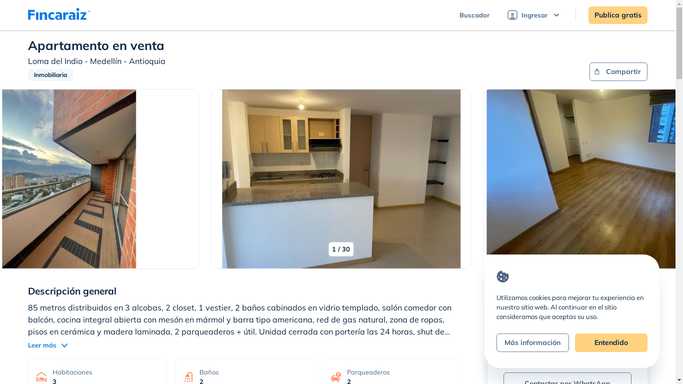 Fincaraiz
Buscador
Ingresar
Publica gratis
Apartamento en venta
Loma del Indio - Medellín - Antioquia
Inmobiliaria
Compartir
1 / 30
Descripción general
85 metros distribuidos en 3 alcobas, 2 closet, 1 vestier, 2 baños cabinados en vidrio templado, salón comedor con
balcón, cocina integral abierta con mesón en mármol y barra tipo americana, red de gas natural, zona de ropas,
pisos en cerámica y madera laminada, 2 parqueaderos + útil. Unidad cerrada con portería las 24 horas, shut de...
Leer más
Habitaciones
3
Baños
2
Parqueaderos
2
Utilizamos cookies para mejorar tu experiencia en
nuestro sitio web. Al continuar en el sitio
consideramos que aceptas su uso.
Más información
Entendido
Contactar por WhatsApp